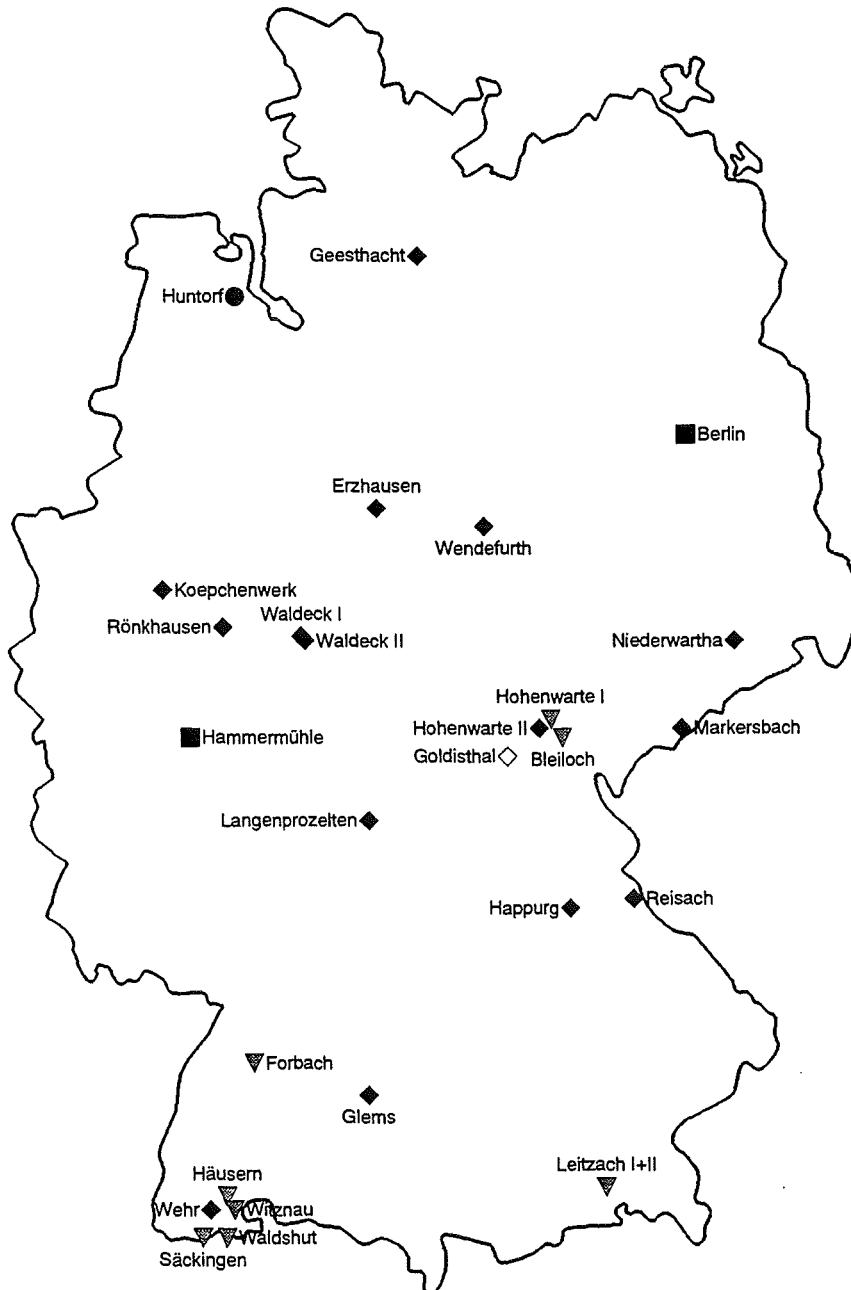 Geesthacht
Huntorf
Berlin
Erzhausen
Wendefurth
Koepchenwerk
Waldeck I
Rönkhausen
Waldeck II
Niederwartha
Hohenwarte I
Hohenwarte II
Markersbach
Hammermühle
Goldisthal
Bleiloch
Langenprozelten
Reisach
Happurg
Forbach
Glems
Leitzach I+II
Häusern
Wehr
Witznau
Waldshut
Säckingen